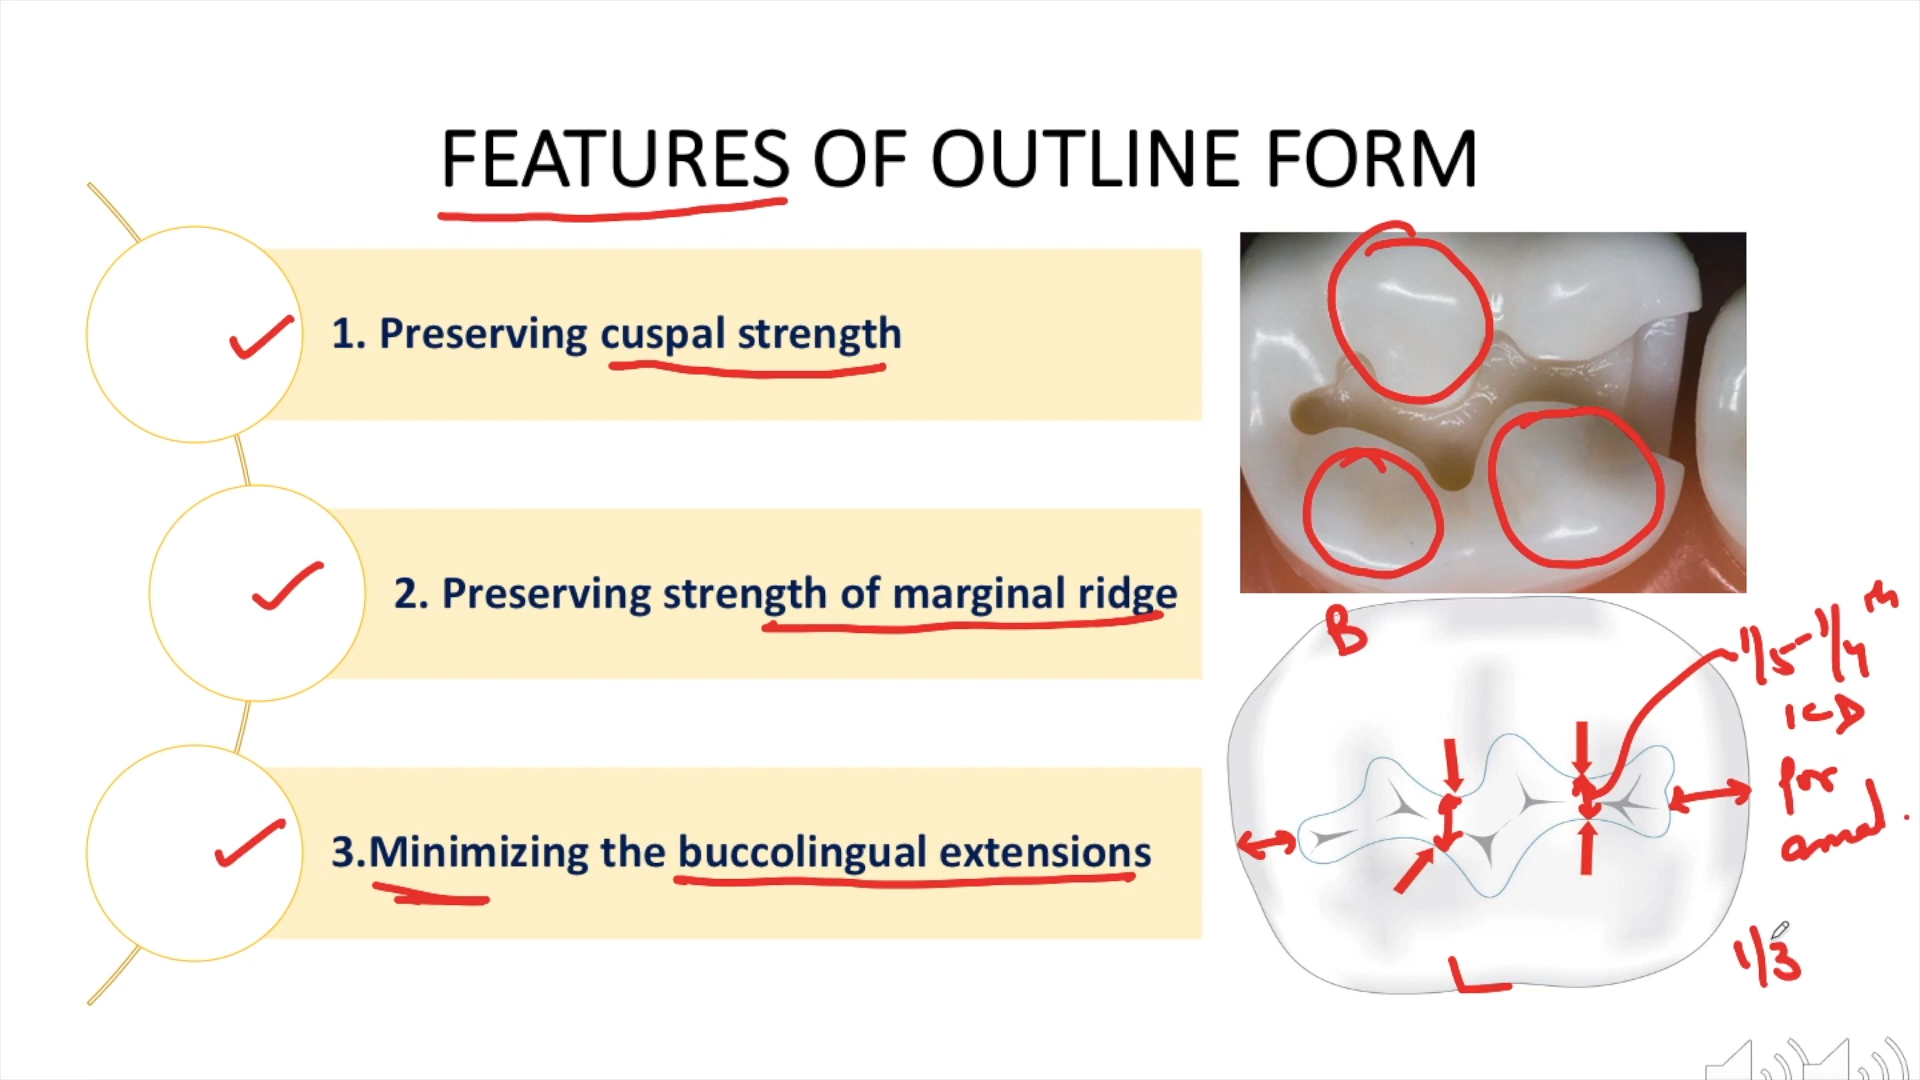 FEATURES OF OUTLINE FORM
1. Preserving cuspal strength
2. Preserving strength of marginal ridge
3.Minimizing the buccolingual extensions
B
1/5-1/4th
ICD
for
amal.
1/3
L